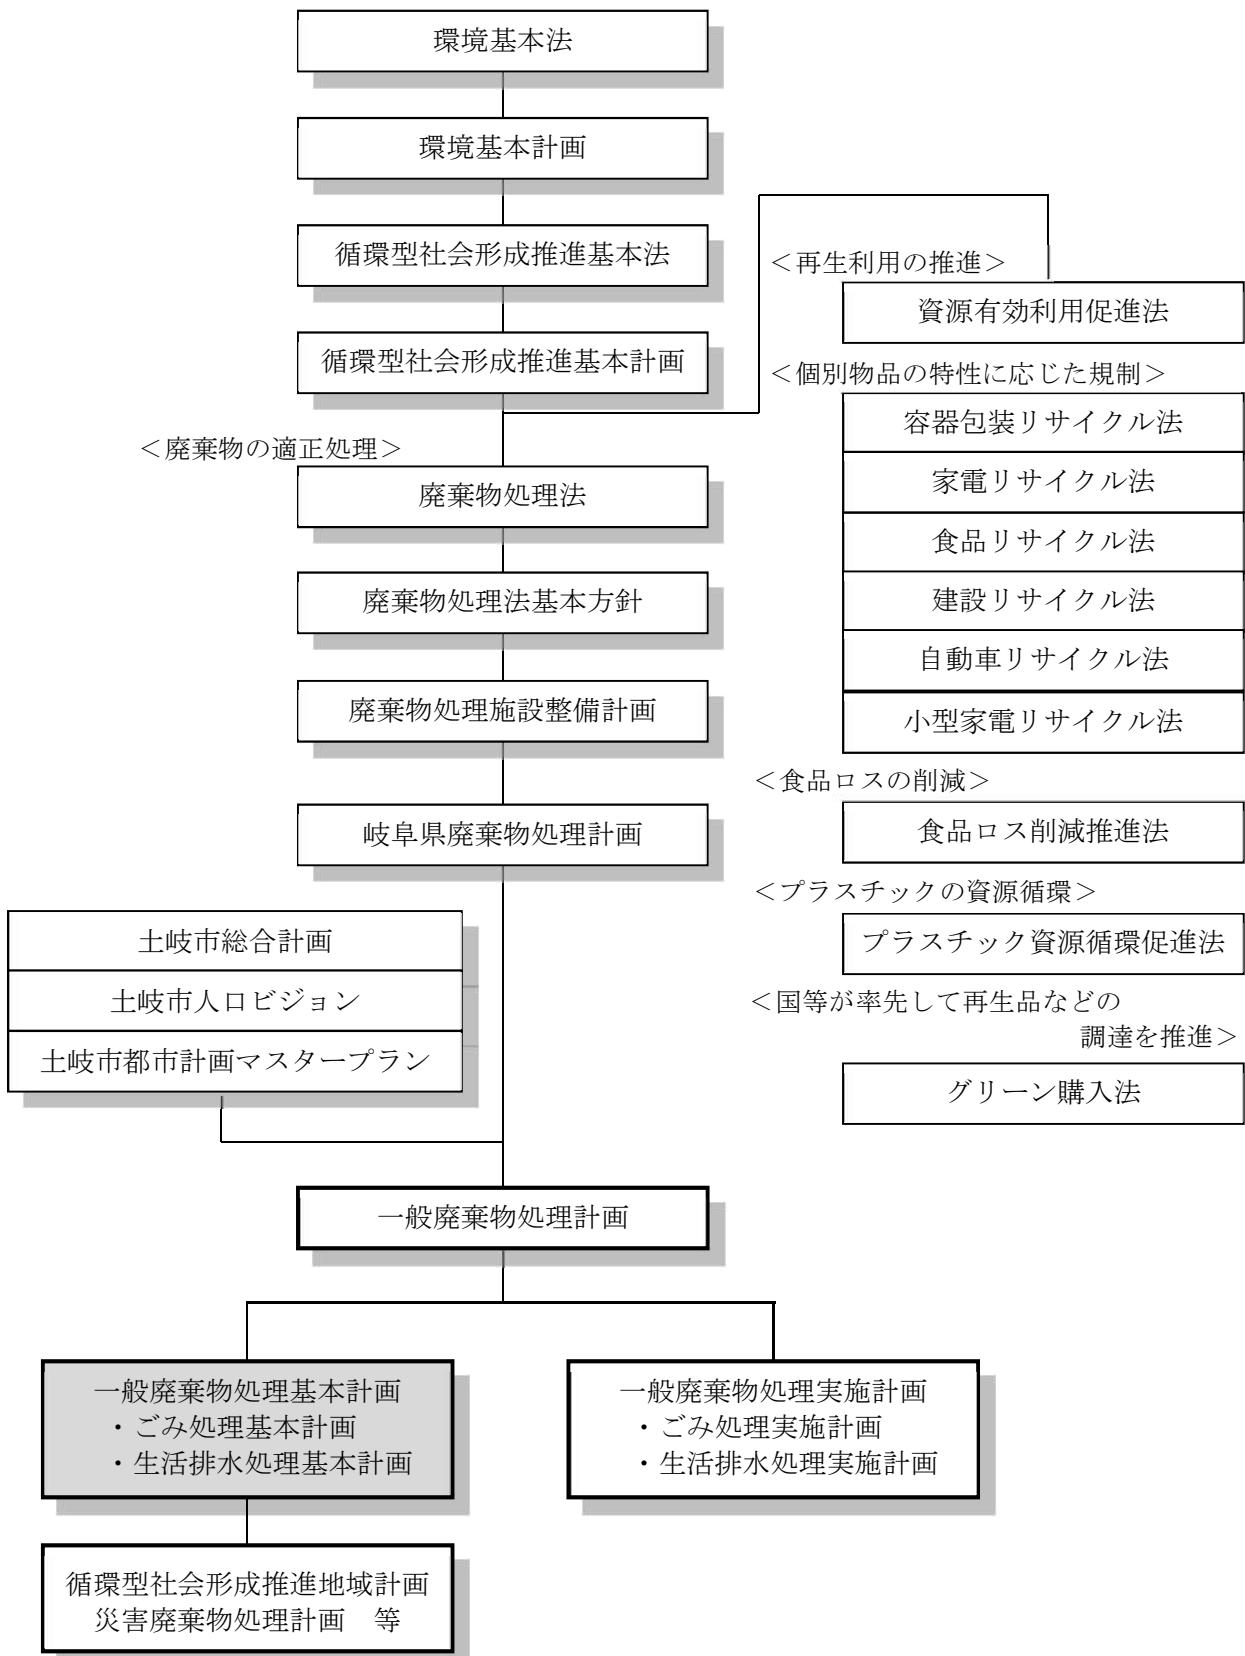 環境基本法
環境基本計画
循環型社会形成推進基本法
循環型社会形成推進基本計画
＜廃棄物の適正処理＞
廃棄物処理法
廃棄物処理法基本方針
廃棄物処理施設整備計画
岐阜県廃棄物処理計画
＜再生利用の推進＞
資源有効利用促進法
＜個別物品の特性に応じた規制＞
容器包装リサイクル法
家電リサイクル法
食品リサイクル法
建設リサイクル法
自動車リサイクル法
小型家電リサイクル法
＜食品ロスの削減＞
食品ロス削減推進法
＜プラスチックの資源循環＞
プラスチック資源循環促進法
＜国等が率先して再生品などの
調達を推進＞
グリーン購入法
土岐市総合計画
土岐市人口ビジョン
土岐市都市計画マスタープラン
一般廃棄物処理計画
一般廃棄物処理基本計画
・ごみ処理基本計画
・生活排水処理基本計画
一般廃棄物処理実施計画
・ごみ処理実施計画
・生活排水処理実施計画
循環型社会形成推進地域計画
災害廃棄物処理計画　等